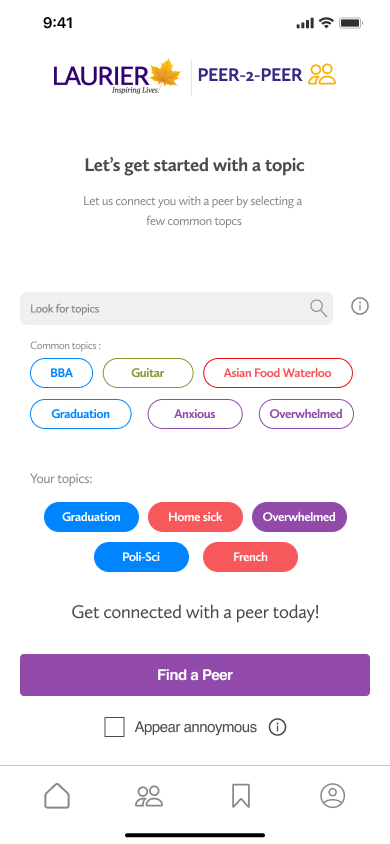 9:41
LAURIER
Inspiring Lives.
PEER-2-PEER
Let's get started with a topic
Let us connect you with a peer by selecting a
few common topcs
Look for topics
Common topics :
BBA
Guitar
Asian Food Waterloo
Graduation
Anxious
Overwhelmed
Your topics:
Graduation
Home sick
Overwhelmed
Poli-Sci
French
Get connected with a peer today!
Find a Peer
Appear annoymous